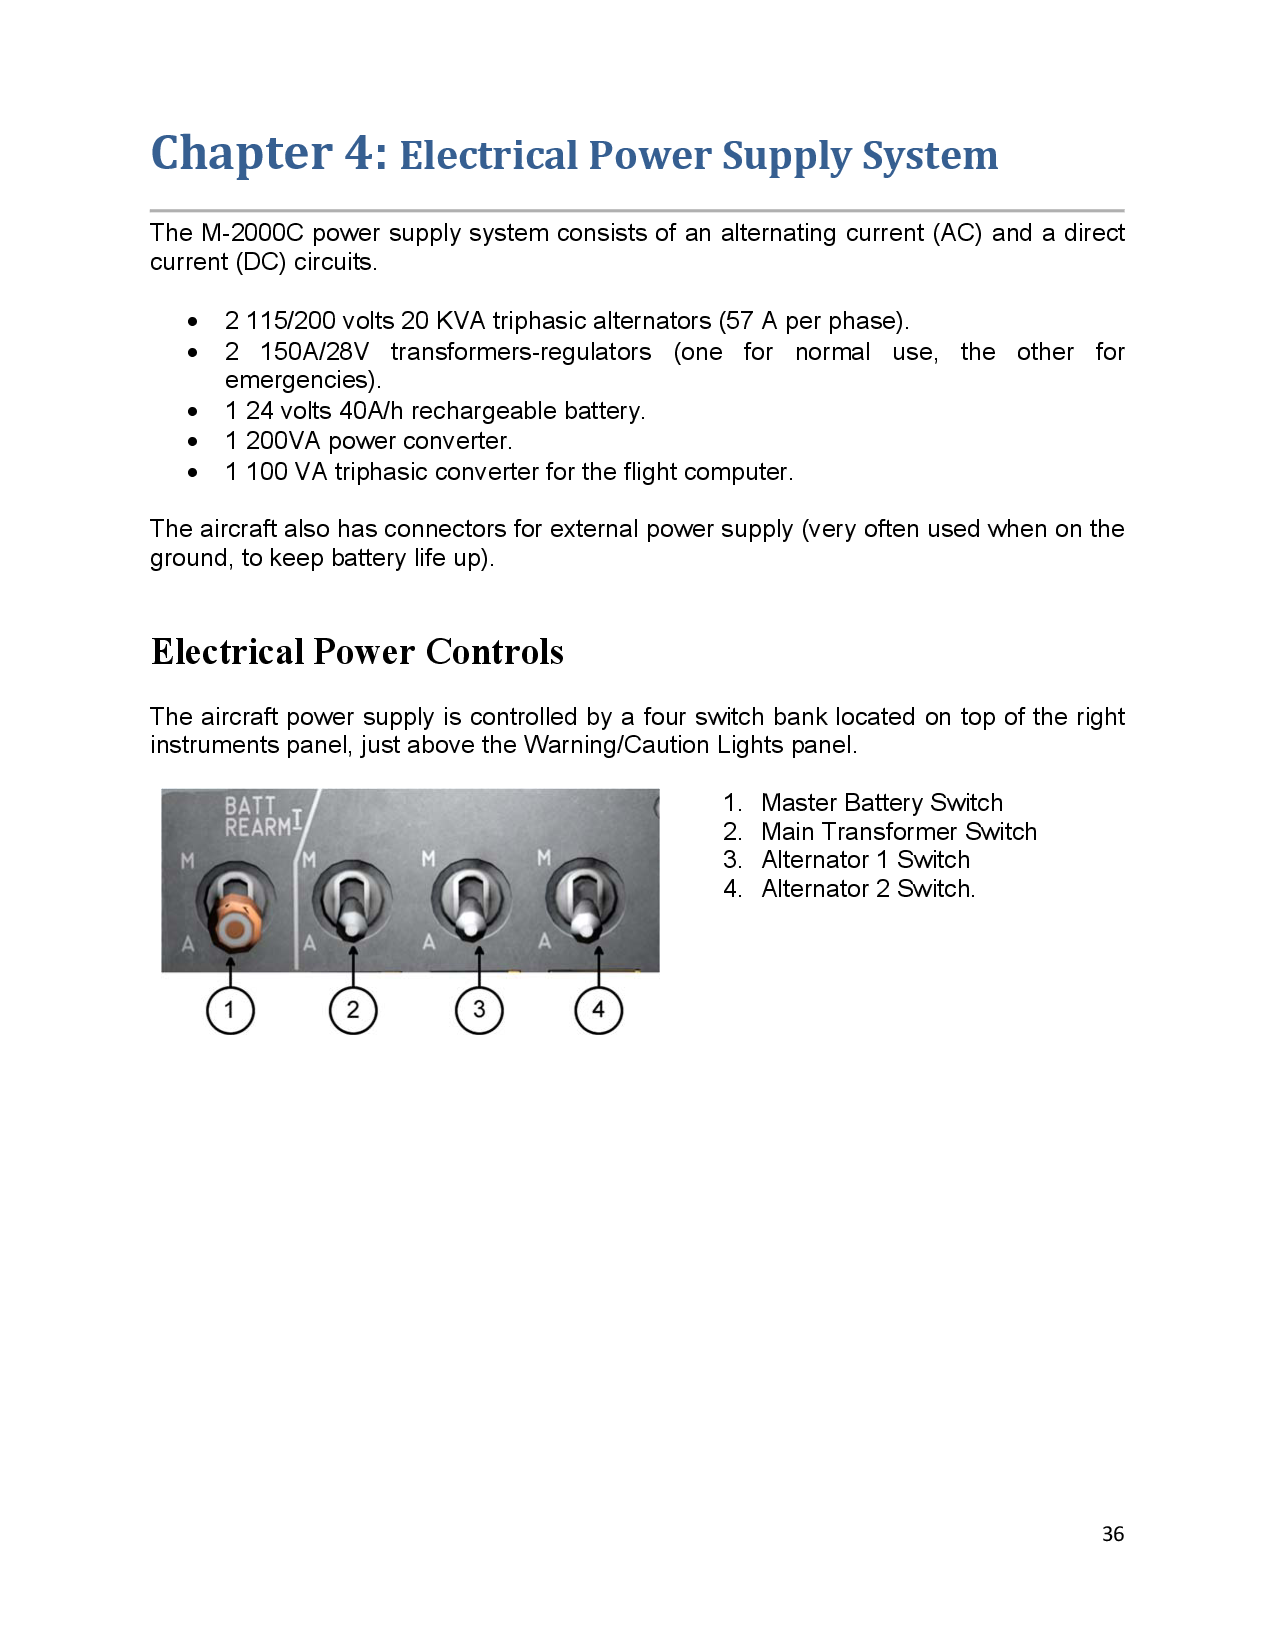 Chapter 4: Electrical Power Supply System
The M-2000C power supply system consists of an alternating current (AC) and a direct
current (DC) circuits.
• 2 115/200 volts 20 KVA triphasic alternators (57 A per phase).
• 2 150A/28V transformers-regulators (one for normal use, the other for
emergencies).
• 1 24 volts 40A/h rechargeable battery.
• 1 200VA power converter.
• 1 100 VA triphasic converter for the flight computer.
The aircraft also has connectors for external power supply (very often used when on the
ground, to keep battery life up).
Electrical Power Controls
The aircraft power supply is controlled by a four switch bank located on top of the right
instruments panel, just above the Warning/Caution Lights panel.
BATT
REARM I
M M M M
A A A A
1 2 3 4
1. Master Battery Switch
2. Main Transformer Switch
3. Alternator 1 Switch
4. Alternator 2 Switch.
36